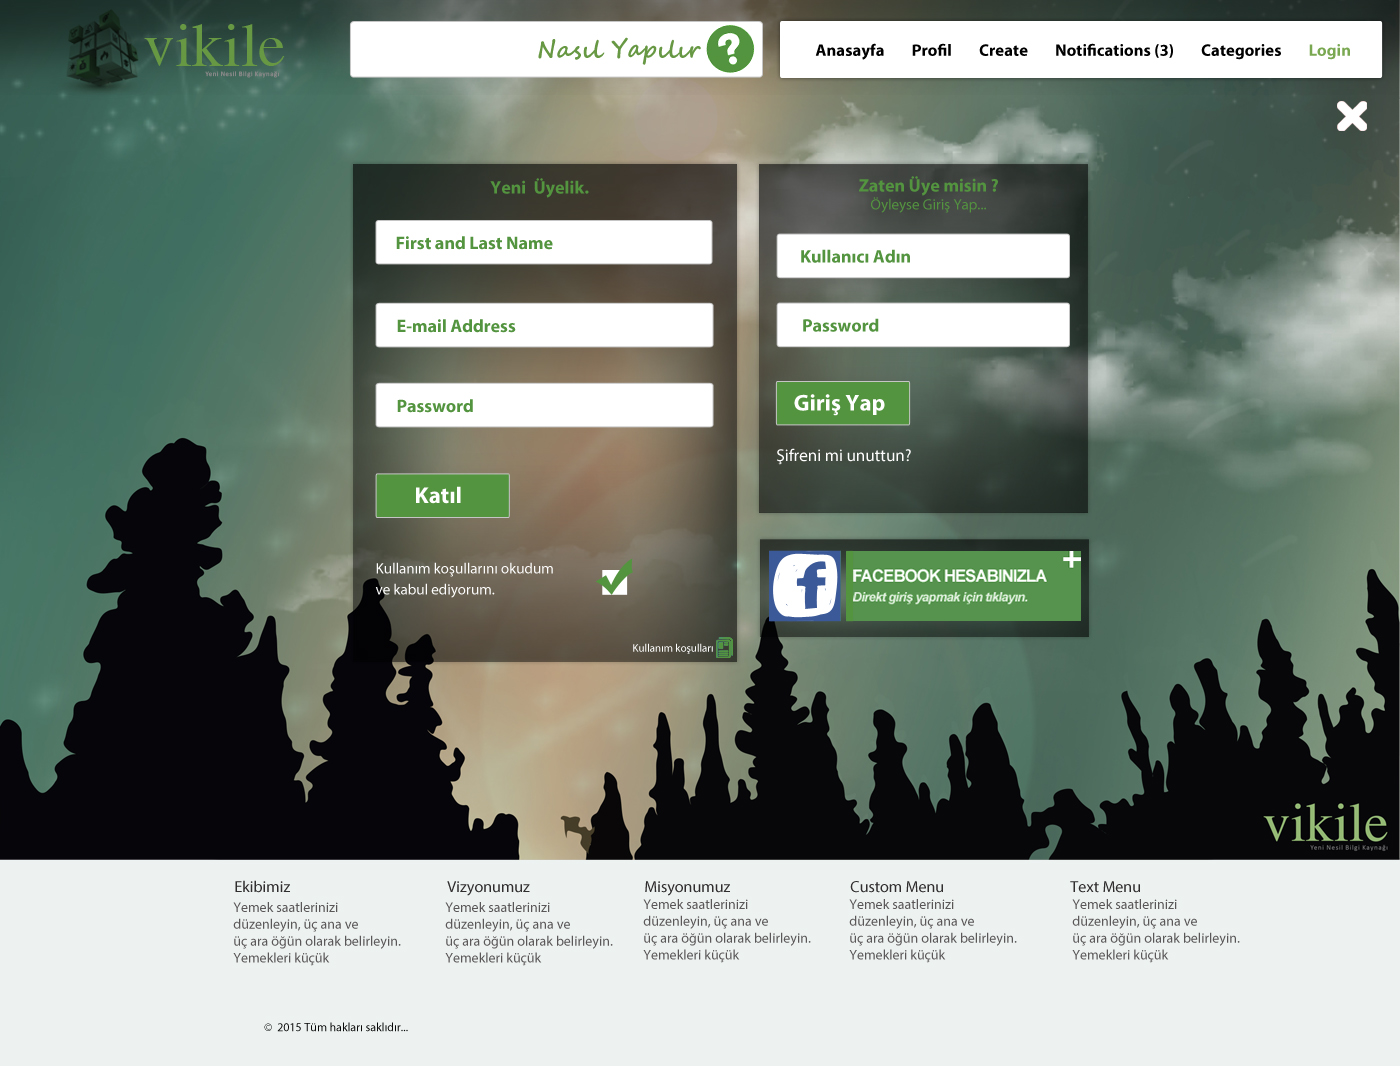 vikile
Yeni Nesil Bilgi Kaynağı
Nasıl Yapılır ?
Anasayfa Profil Create Notifications (3) Categories Login
Yeni Üyelik.
First and Last Name
E-mail Address
Password
Katıl
Kullanım koşullarını okudum
ve kabul ediyorum.
Kullanım koşulları
Zaten Üye misin ?
Öyleyse Giriş Yap...
Kullanıcı Adın
Password
Giriş Yap
Şifreni mi unuttun?
f
FACEBOOK HESABINIZLA
Direkt giriş yapmak için tıklayın.
vikile
Yeni Nesil Bilgi Kaynağı
Ekibimiz
Yemek saatlerinizi
düzenleyin, üç ana ve
üç ara öğün olarak belirleyin.
Yemekleri küçük
Vizyonumuz
Yemek saatlerinizi
düzenleyin, üç ana ve
üç ara öğün olarak belirleyin.
Yemekleri küçük
Misyonumuz
Yemek saatlerinizi
düzenleyin, üç ana ve
üç ara öğün olarak belirleyin.
Yemekleri küçük
Custom Menu
Yemek saatlerinizi
düzenleyin, üç ana ve
üç ara öğün olarak belirleyin.
Yemekleri küçük
Text Menu
Yemek saatlerinizi
düzenleyin, üç ana ve
üç ara öğün olarak belirleyin.
Yemekleri küçük
© 2015 Tüm hakları saklıdır...